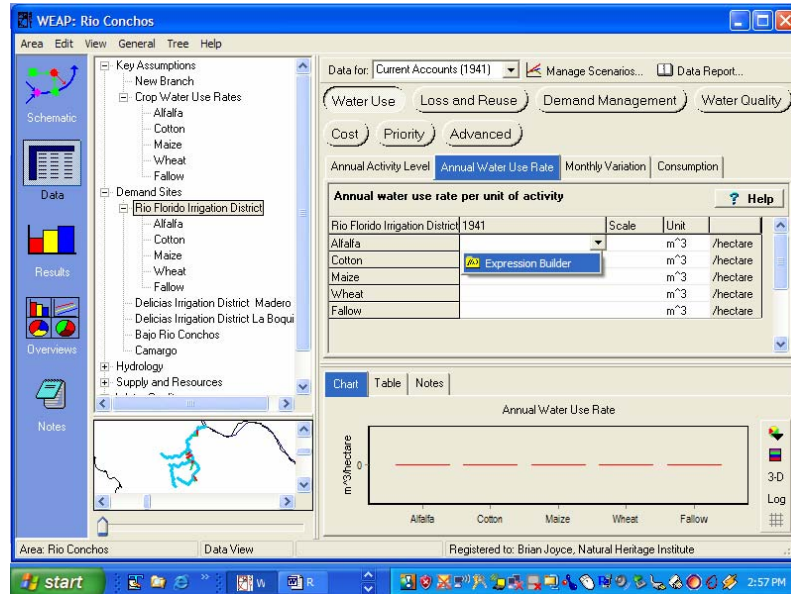 WEAP: Rio Conchos
Area Edit View General Tree Help
Schematic
Data
Results
Overviews
Notes
Key Assumptions
New Branch
Crop Water Use Rates
Alfalfa
Cotton
Maize
Wheat
Fallow
Demand Sites
Rio Florido Irrigation District
Alfalfa
Cotton
Maize
Wheat
Fallow
Delicias Irrigation District Madero
Delicias Irrigation District La Boqui
Bajo Rio Conchos
Camargo
Hydrology
Supply and Resources
Data for: Current Accounts (1941) Manage Scenarios... Data Report...
Water Use Loss and Reuse Demand Management Water Quality
Cost Priority Advanced
Annual Activity Level Annual Water Use Rate Monthly Variation Consumption
Annual water use rate per unit of activity ? Help
Rio Florido Irrigation District 1941 Scale Unit
Alfalfa m^3 /hectare
Cotton Expression Builder m^3 /hectare
Maize m^3 /hectare
Wheat m^3 /hectare
Fallow m^3 /hectare
Chart Table Notes
Annual Water Use Rate
m^3/hectare
0
Alfalfa Cotton Maize Wheat Fallow
3-D
Log
Area: Rio Conchos Data View Registered to: Brian Joyce, Natural Heritage Institute
start W R 2:57 PM